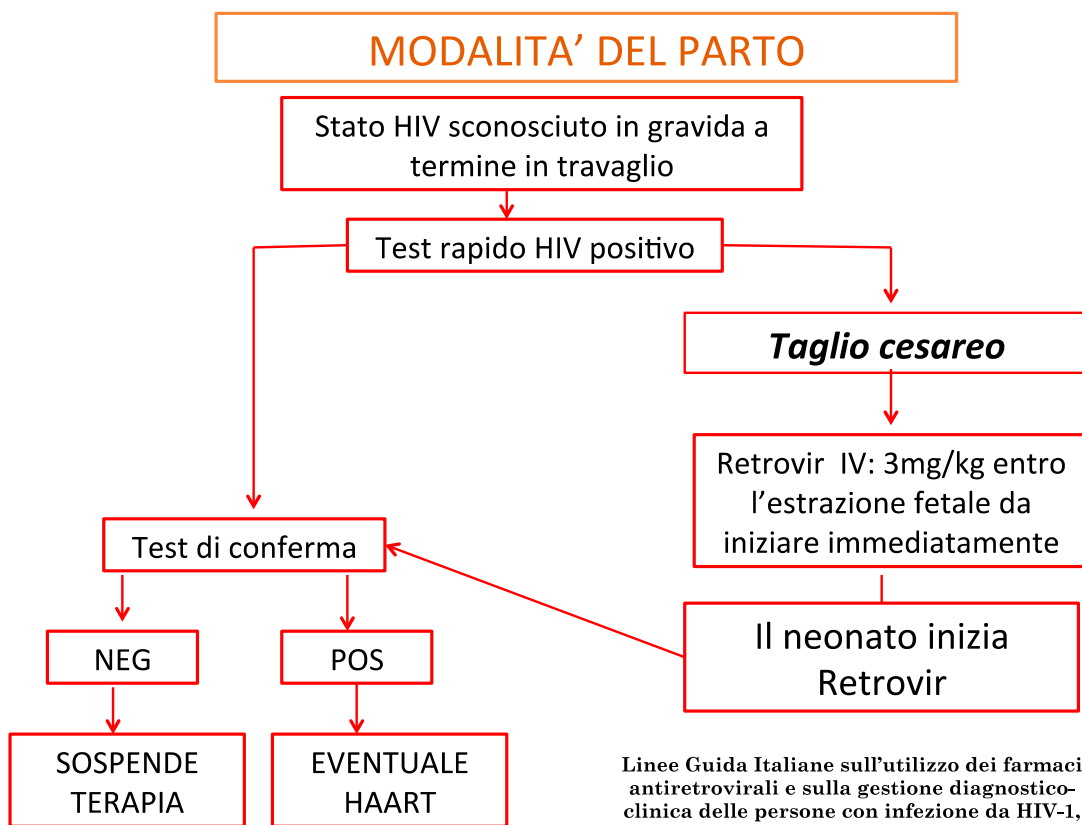 MODALITA’ DEL PARTO
Stato HIV sconosciuto in gravida a
termine in travaglio
Test rapido HIV positivo
Taglio cesareo
Retrovir IV: 3mg/kg entro
l’estrazione fetale da
iniziare immediatamente
Test di conferma
Il neonato inizia
Retrovir
NEG
POS
SOSPENDE
TERAPIA
EVENTUALE
HAART
Linee Guida Italiane sull’utilizzo dei farmaci
antiretrovirali e sulla gestione diagnostico-
clinica delle persone con infezione da HIV-1,